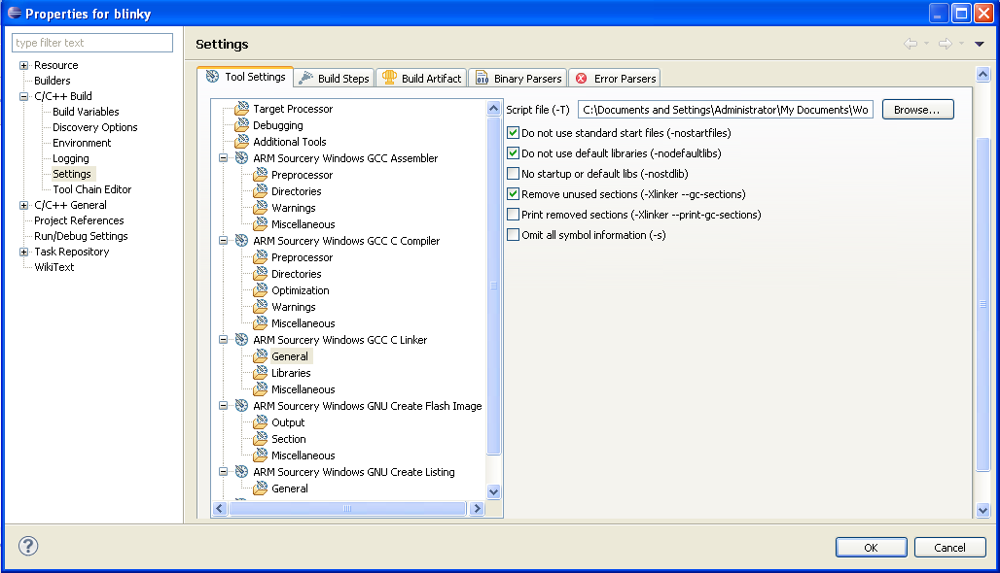 Properties for blinky
type filter text
Resource
Builders
C/C++ Build
Build Variables
Discovery Options
Environment
Logging
Settings
Tool Chain Editor
C/C++ General
Project References
Run/Debug Settings
Task Repository
WikiText
Settings
Tool Settings
Build Steps
Build Artifact
Binary Parsers
Error Parsers
Target Processor
Debugging
Additional Tools
ARM Sourcery Windows GCC Assembler
Preprocessor
Directories
Warnings
Miscellaneous
ARM Sourcery Windows GCC C Compiler
Preprocessor
Directories
Optimization
Warnings
Miscellaneous
ARM Sourcery Windows GCC C Linker
General
Libraries
Miscellaneous
ARM Sourcery Windows GNU Create Flash Image
Output
Section
Miscellaneous
ARM Sourcery Windows GNU Create Listing
General
Script file (-T)
C:\Documents and Settings\Administrator\My Documents\Wo
Browse...
Do not use standard start files (-nostartfiles)
Do not use default libraries (-nodefaultlibs)
No startup or default libs (-nostdlib)
Remove unused sections (-Xlinker --gc-sections)
Print removed sections (-Xlinker --print-gc-sections)
Omit all symbol information (-s)
?
OK
Cancel